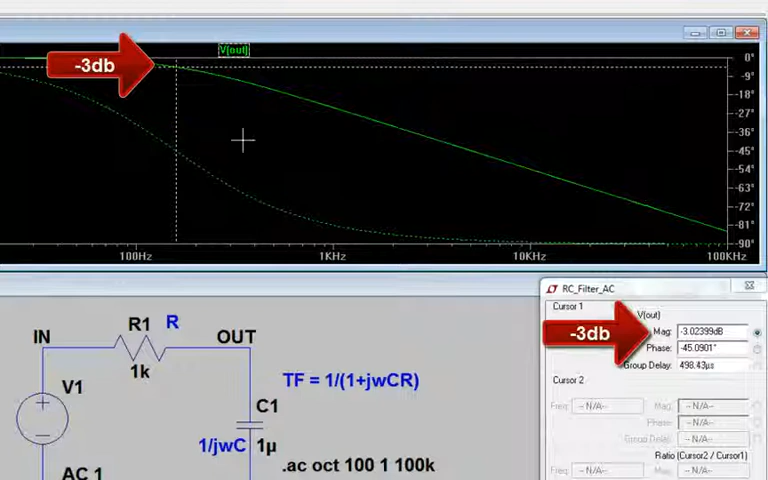 V(out)
-3db
0°
-9°
-18°
-27°
-36°
-45°
-54°
-63°
-72°
-81°
-90°
100Hz 1KHz 10KHz 100KHz
RC_Filter_AC
Cursor 1
V(out)
-3db
Mag: -3.02399dB
Phase: -45.0901°
Group Delay: 498.43µs
Cursor 2
Freq: -- N/A-- Mag: -- N/A--
Phase: -- N/A--
Group Delay: -- N/A--
Ratio (Cursor2 / Cursor1)
Freq: -- N/A-- Mag: -- N/A--
IN R1 R OUT
1k
V1
TF = 1/(1+jwCR)
C1
1/jwC 1µ
AC 1 .ac oct 100 1 100k